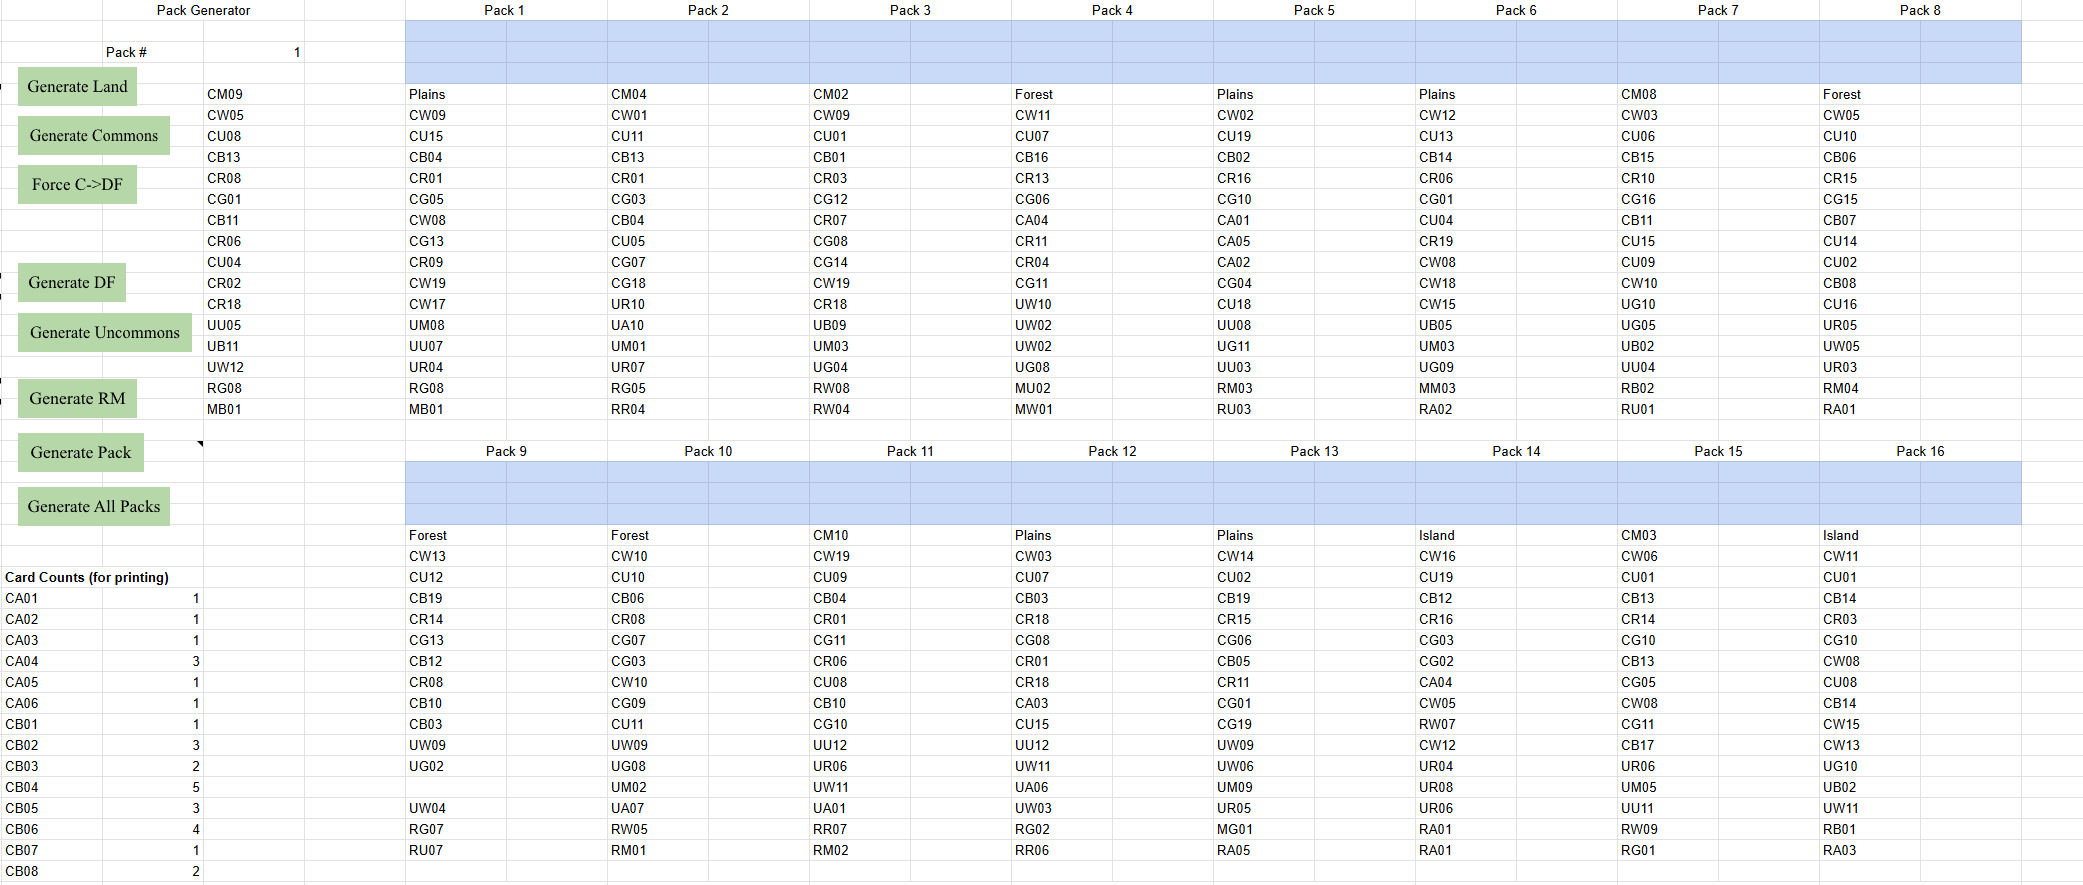 Pack Generator Pack 1 Pack 2 Pack 3 Pack 4 Pack 5 Pack 6 Pack 7 Pack 8
Pack # 1
Generate Land
CM09 Plains CM04 CM02 Forest Plains Plains CM08 Forest
CW05 CW09 CW01 CW09 CW11 CW02 CW12 CW03 CW05
Generate Commons
CU08 CU15 CU11 CU01 CU07 CU19 CU13 CU06 CU10
CB13 CB04 CB13 CB01 CB16 CB02 CB14 CB15 CB06
Force C->DF
CR08 CR01 CR01 CR03 CR13 CR16 CR06 CR10 CR15
CG01 CG05 CG03 CG12 CG06 CG10 CG01 CG16 CG15
CB11 CW08 CB04 CR07 CA04 CA01 CU04 CB11 CB07
CR06 CG13 CU05 CG08 CR11 CA05 CR19 CU15 CU14
CU04 CR09 CG07 CG14 CR04 CA02 CW08 CU09 CU02
Generate DF
CR02 CW19 CG18 CW19 CG11 CG04 CW18 CW10 CB08
CR18 CW17 UR10 CR18 UW10 CU18 CW15 UG10 CU16
Generate Uncommons
UU05 UM08 UA10 UB09 UW02 UU08 UB05 UG05 UR05
UB11 UU07 UM01 UM03 UW02 UG11 UM03 UB02 UW05
UW12 UR04 UR07 UG04 UG08 UU03 UG09 UU04 UR03
RG08 RG08 RG05 RW08 MU02 RM03 MM03 RB02 RM04
Generate RM
MB01 MB01 RR04 RW04 MW01 RU03 RA02 RU01 RA01
Generate Pack
Pack 9 Pack 10 Pack 11 Pack 12 Pack 13 Pack 14 Pack 15 Pack 16
Generate All Packs
Forest Forest CM10 Plains Plains Island CM03 Island
CW13 CW10 CW19 CW03 CW14 CW16 CW06 CW11
Card Counts (for printing) CU12 CU10 CU09 CU07 CU02 CU19 CU01 CU01
CA01 1 CB19 CB06 CB04 CB03 CB19 CB12 CB13 CB14
CA02 1 CR14 CR08 CR01 CR18 CR15 CR16 CR14 CR03
CA03 1 CG13 CG07 CG11 CG08 CG06 CG03 CG10 CG10
CA04 3 CB12 CG03 CR06 CR01 CB05 CG02 CB13 CW08
CA05 1 CR08 CW10 CU08 CR18 CR11 CA04 CG05 CU08
CA06 1 CB10 CG09 CB10 CA03 CG01 CW05 CW08 CB14
CB01 1 CB03 CU11 CG10 CU15 CG19 RW07 CG11 CW15
CB02 3 UW09 UW09 UU12 UU12 UW09 CW12 CB17 CW13
CB03 2 UG02 UG08 UR06 UW11 UW06 UR04 UR06 UG10
CB04 5 UM02 UW11 UA06 UM09 UR08 UM05 UB02
CB05 3 UW04 UA07 UA01 UW03 UR05 UR06 UU11 UW11
CB06 4 RG07 RW05 RR07 RG02 MG01 RA01 RW09 RB01
CB07 1 RU07 RM01 RM02 RR06 RA05 RA01 RG01 RA03
CB08 2